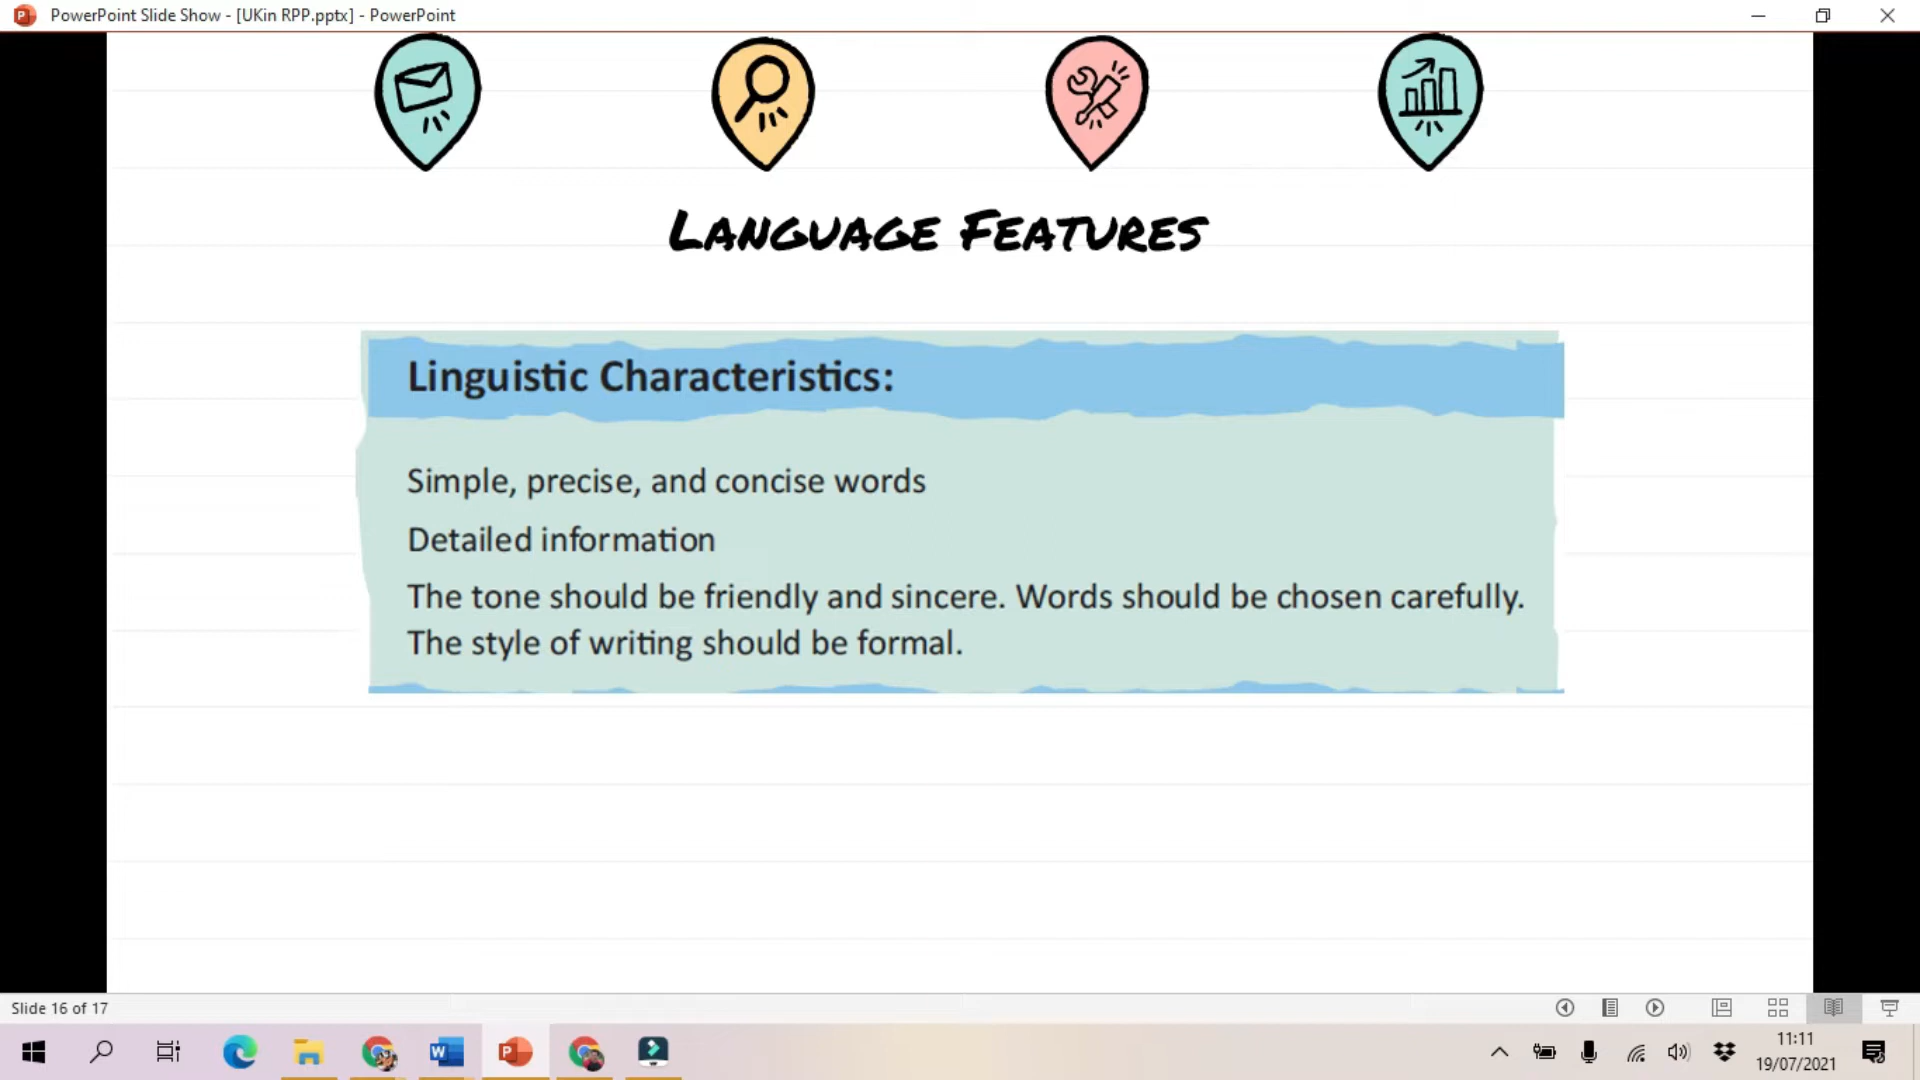 PowerPoint Slide Show - [UKin RPP.pptx] - PowerPoint
Language Features
Linguistic Characteristics:
Simple, precise, and concise words
Detailed information
The tone should be friendly and sincere. Words should be chosen carefully.
The style of writing should be formal.
Slide 16 of 17
11:11
19/07/2021